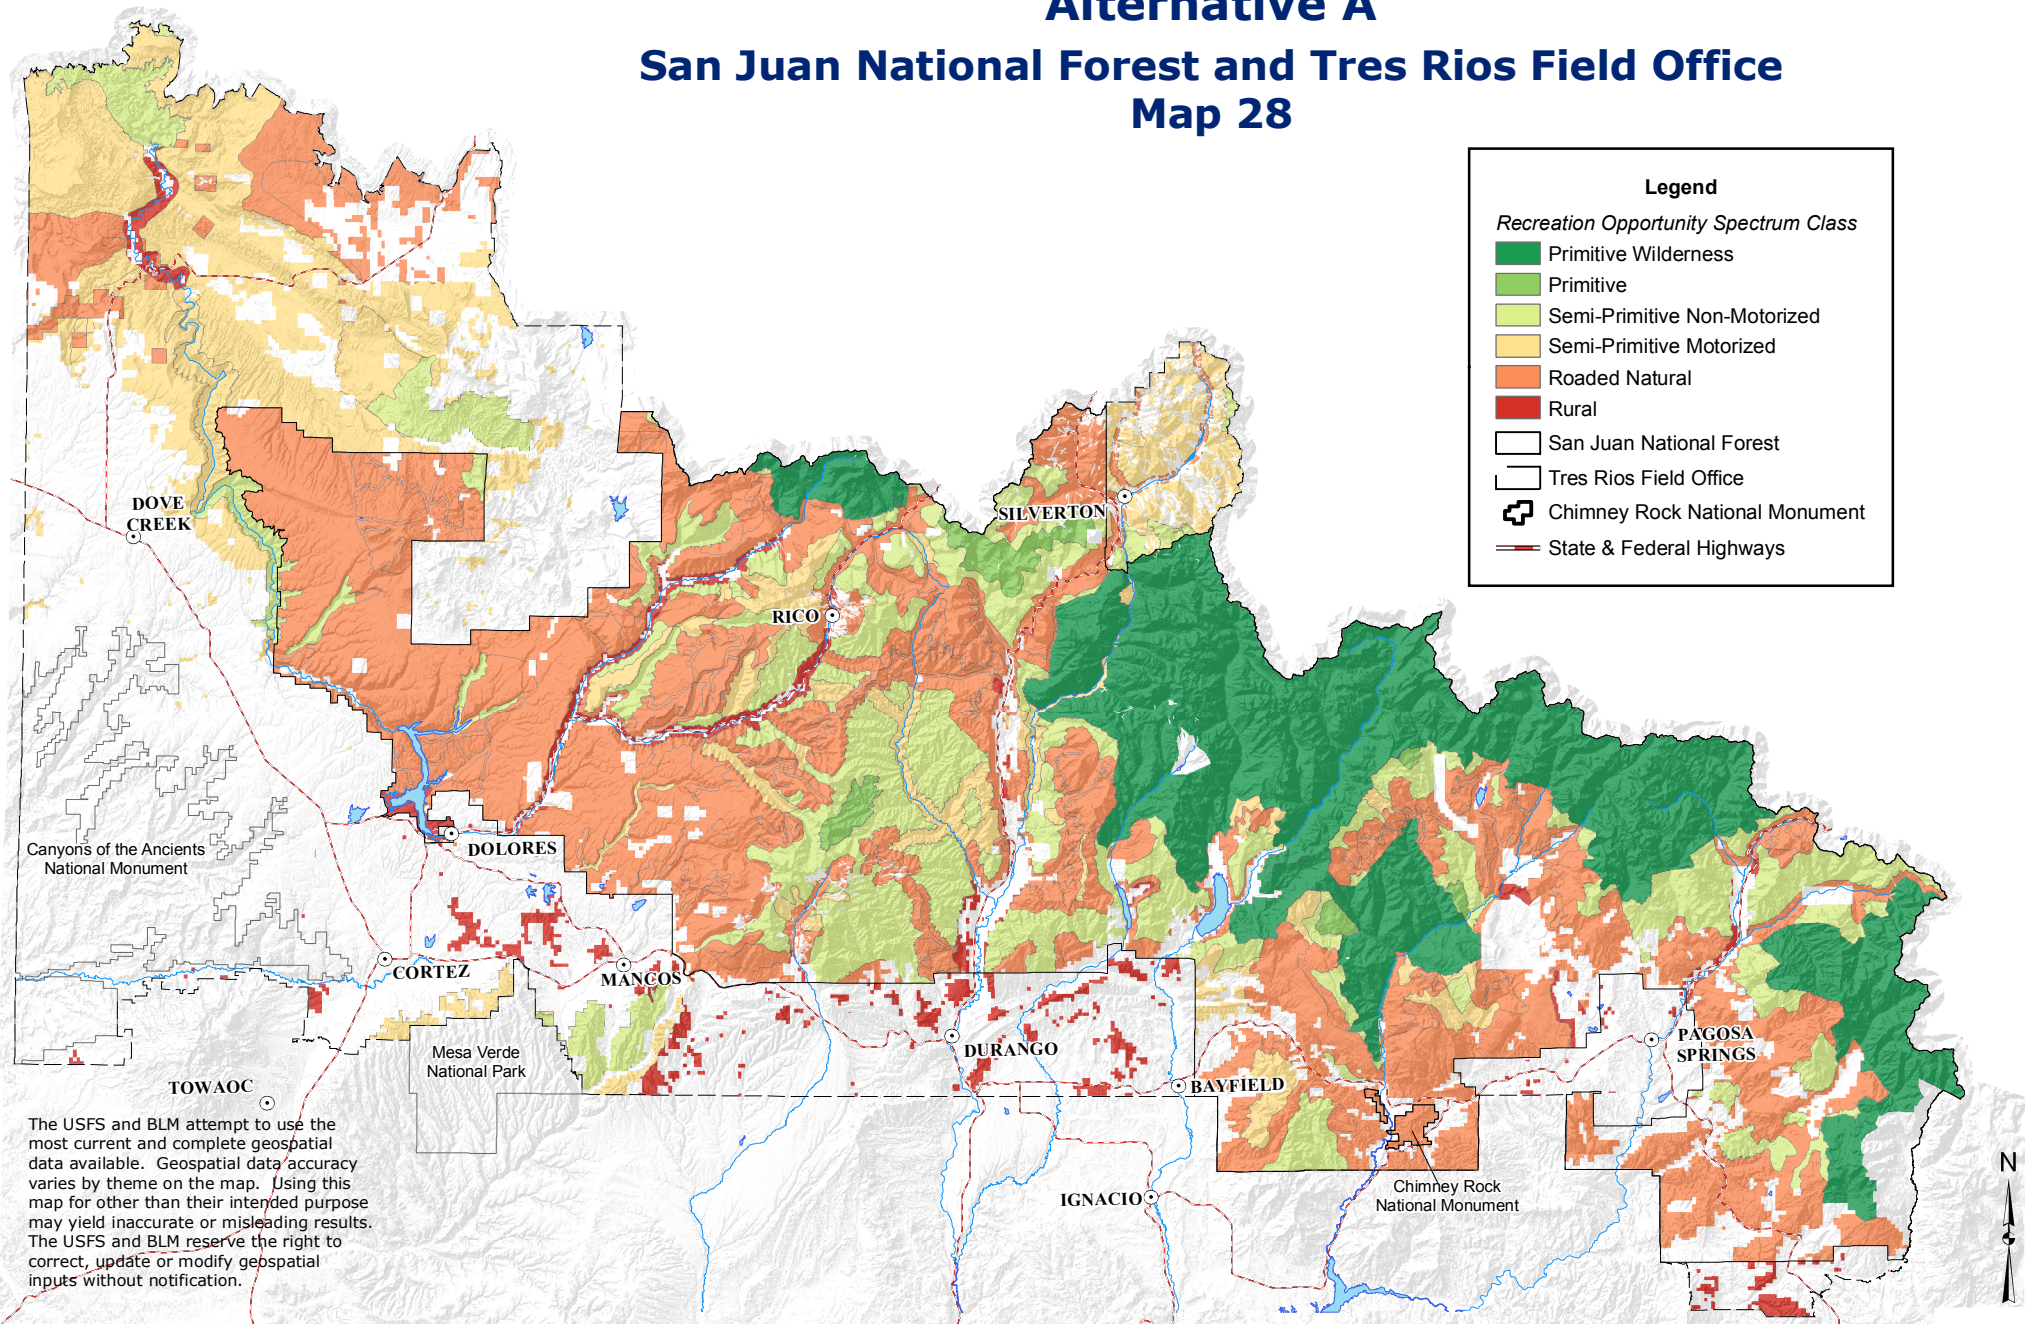 Alternative A
San Juan National Forest and Tres Rios Field Office
Map 28
Legend
Recreation Opportunity Spectrum Class
Primitive Wilderness
Primitive
Semi-Primitive Non-Motorized
Semi-Primitive Motorized
Roaded Natural
Rural
San Juan National Forest
Tres Rios Field Office
Chimney Rock National Monument
State & Federal Highways
DOVE
CREEK
SILVERTON
RICO
DOLORES
Canyons of the Ancients
National Monument
CORTEZ
MANCOS
Mesa Verde
National Park
DURANGO
PAGOSA
SPRINGS
TOWAOC
BAYFIELD
IGNACIO
Chimney Rock
National Monument
N
The USFS and BLM attempt to use the
most current and complete geospatial
data available. Geospatial data accuracy
varies by theme on the map. Using this
map for other than their intended purpose
may yield inaccurate or misleading results.
The USFS and BLM reserve the right to
correct, update or modify geospatial
inputs without notification.